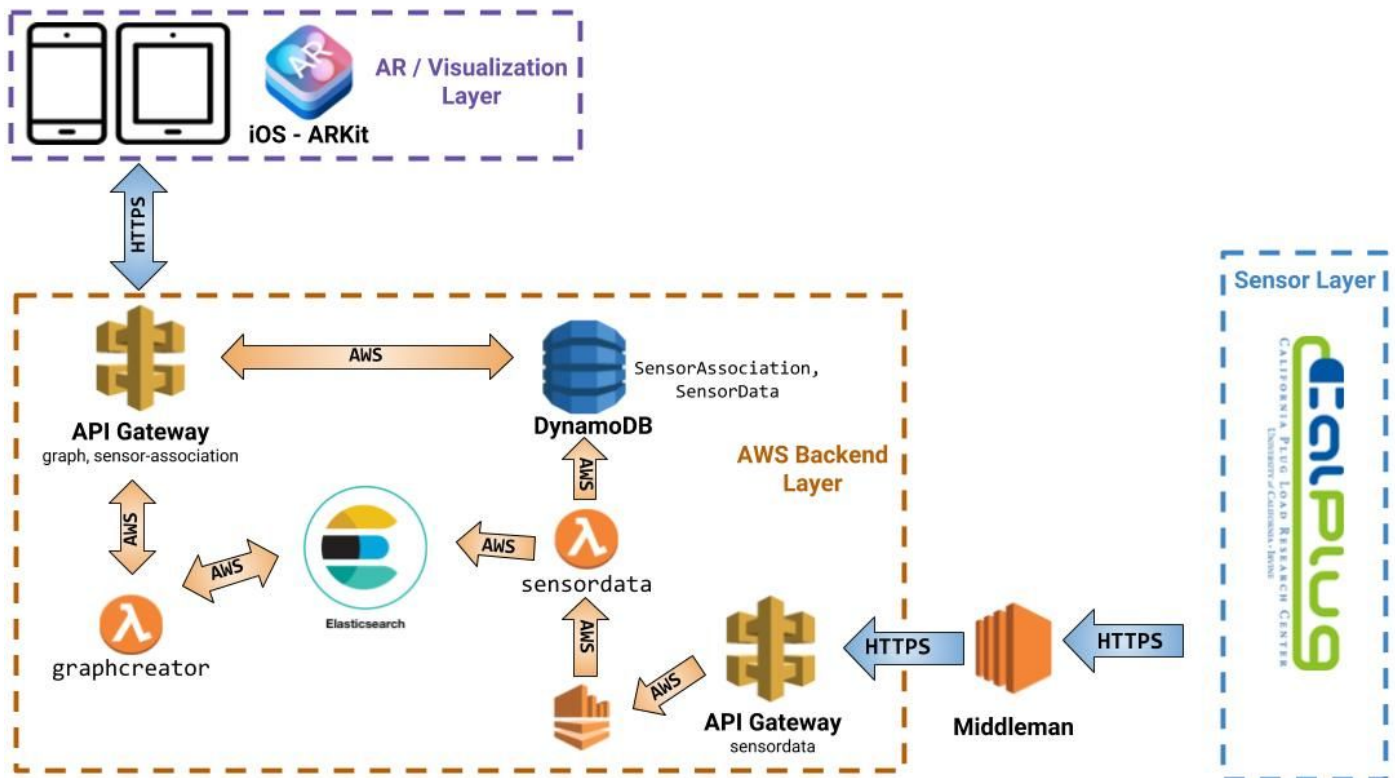 AR
AR / Visualization
Layer
iOS - ARKit
HTTPS
Sensor Layer
AWS
SensorAssociation,
SensorData
API Gateway
graph, sensor-association
DynamoDB
AWS Backend
Layer
AWS
AWS
AWS
AWS
sensordata
Elasticsearch
graphcreator
AWS
AWS
HTTPS
HTTPS
API Gateway
sensordata
Middleman
CalPlug
CALIFORNIA PLUG LOAD RESEARCH CENTER
UNIVERSITY of CALIFORNIA · IRVINE